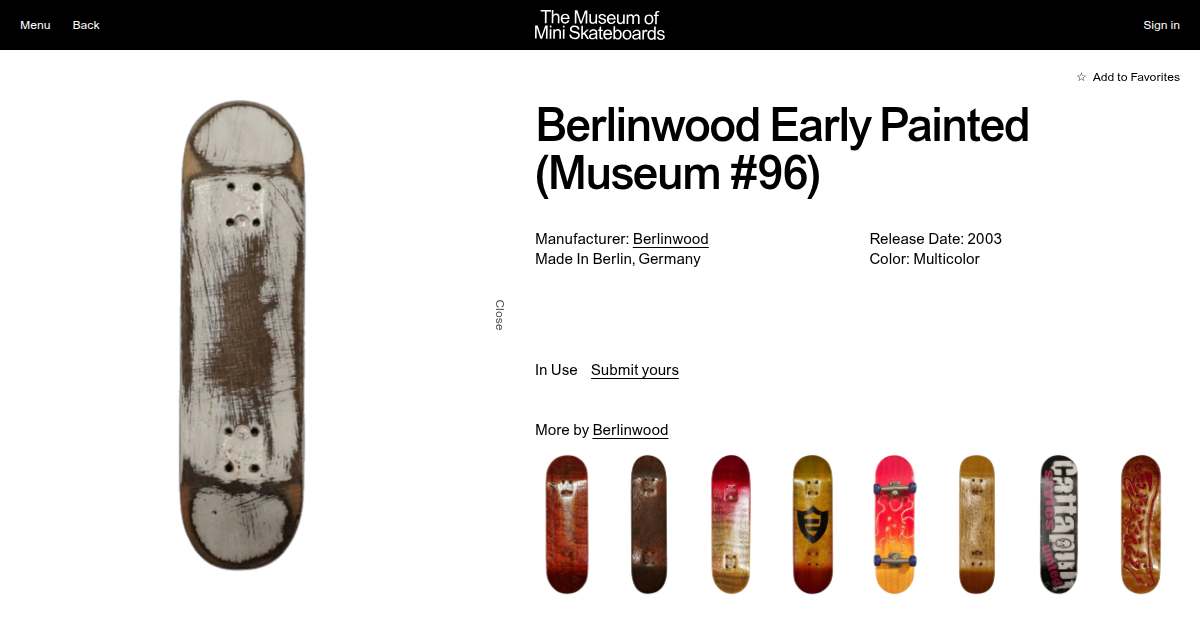 Menu
Back
The Museum of
Mini Skateboards
Sign in
☆ Add to Favorites
Berlinwood Early Painted
(Museum #96)
Manufacturer: Berlinwood
Made In Berlin, Germany
Release Date: 2003
Color: Multicolor
Close
In Use
Submit yours
More by Berlinwood
cattapult